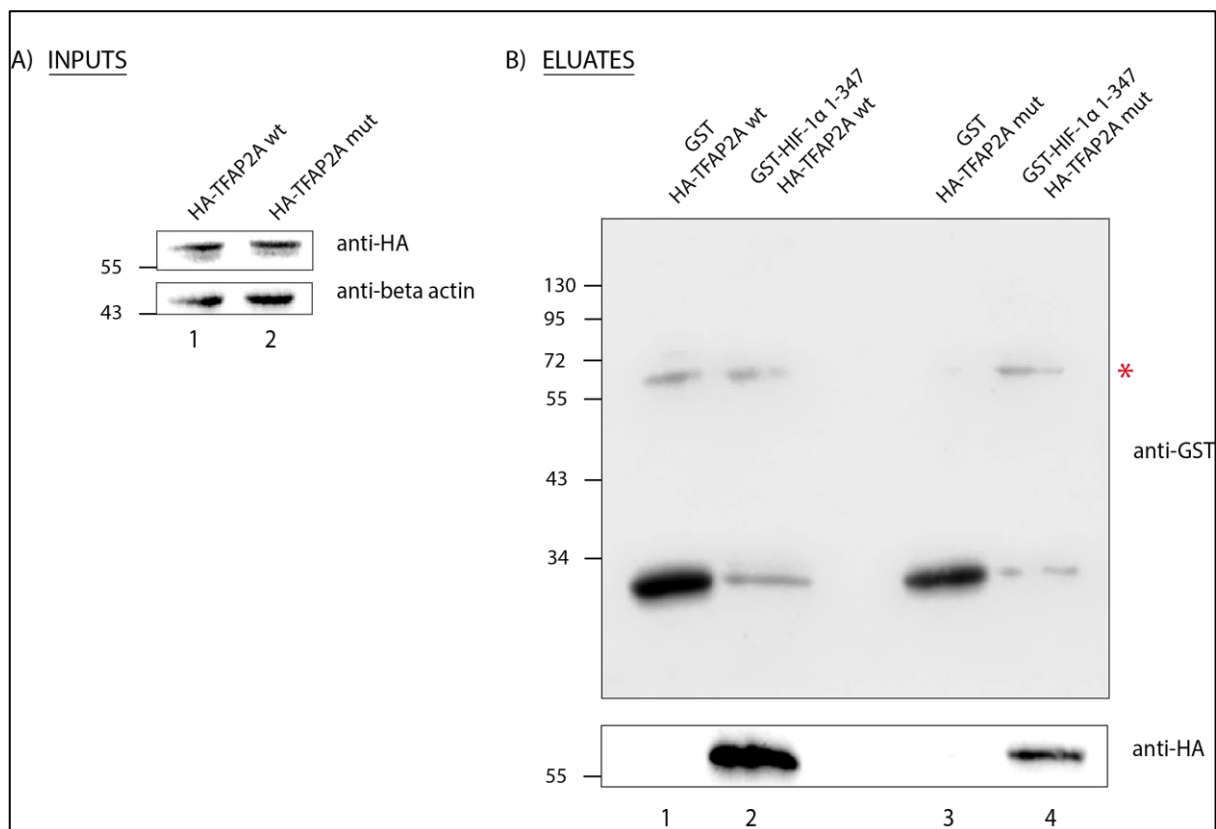 A) INPUTS
HA-TFAP2A wt
HA-TFAP2A mut
anti-HA
55
anti-beta actin
43
1 2
B) ELUATES
GST
HA-TFAP2A wt
GST-HIF-1α 1-347
HA-TFAP2A wt
GST
HA-TFAP2A mut
GST-HIF-1α 1-347
HA-TFAP2A mut
130
95
72
*
55
anti-GST
43
34
anti-HA
55
1 2 3 4